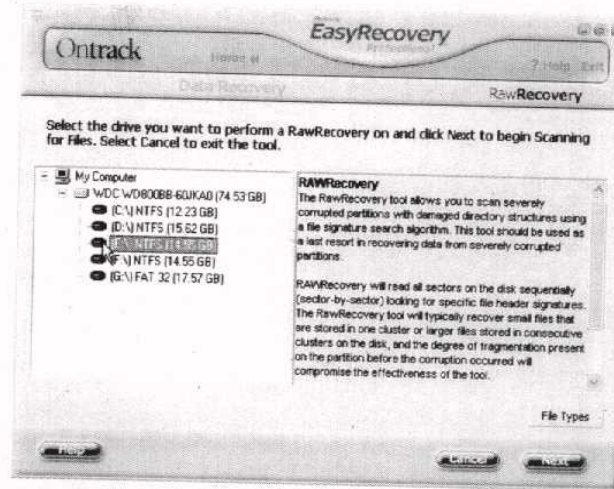 EasyRecovery
Professional
Ontrack
Home
? Help Exit
Data Recovery
RawRecovery
Select the drive you want to perform a RawRecovery on and click Next to begin Scanning
for Files. Select Cancel to exit the tool.
My Computer
WDC WD800BB-60JKA0 (74.53 GB)
(C:\) NTFS (12.23 GB)
(D:\) NTFS (15.62 GB)
NTFS
(F:\) NTFS (14.55 GB)
(G:\) FAT 32 (17.57 GB)
RAWRecovery
The RawRecovery tool allows you to scan severely
corrupted partitions with damaged directory structures using
a file signature search algorithm. This tool should be used as
a last resort in recovering data from severely corrupted
partitions.
RAWRecovery will read all sectors on the disk sequentially
(sector-by-sector) looking for specific file header signatures.
The RawRecovery tool will typically recover small files that
are stored in one cluster or larger files stored in consecutive
clusters on the disk, and the degree of fragmentation present
on the partition before the corruption occurred will
compromise the effectiveness of the tool.
File Types
Help
Cancel
Next